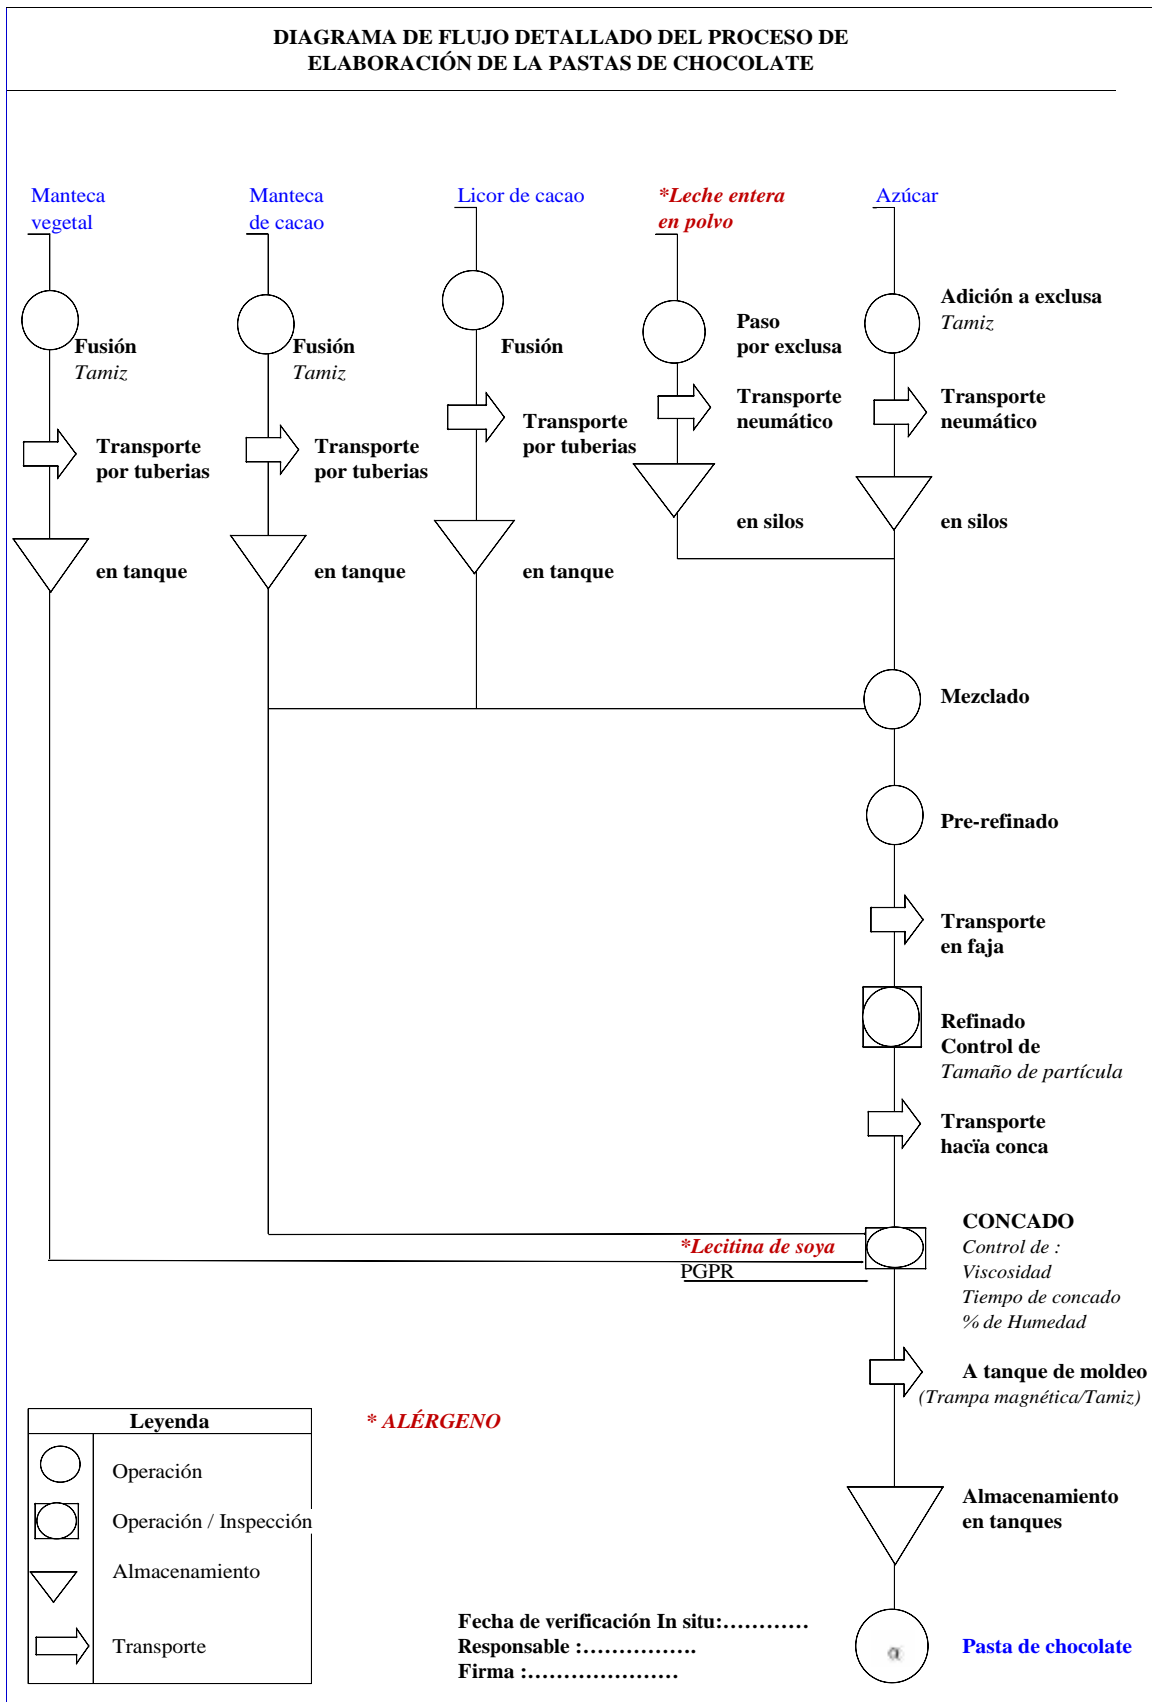 DIAGRAMA DE FLUJO DETALLADO DEL PROCESO DE
ELABORACIÓN DE LA PASTAS DE CHOCOLATE
Manteca
vegetal
Manteca
de cacao
Licor de cacao
*Leche entera
en polvo
Azúcar
Fusión
Tamiz
Fusión
Tamiz
Fusión
Paso
por exclusa
Adición a exclusa
Tamiz
Transporte
por tuberias
Transporte
por tuberias
Transporte
por tuberias
Transporte
neumático
Transporte
neumático
en tanque
en tanque
en tanque
en silos
en silos
Mezclado
Pre-refinado
Transporte
en faja
Refinado
Control de
Tamaño de partícula
Transporte
hacïa conca
*Lecitina de soya
PGPR
CONCADO
Control de :
Viscosidad
Tiempo de concado
% de Humedad
A tanque de moldeo
(Trampa magnética/Tamiz)
Almacenamiento
en tanques
Pasta de chocolate
Leyenda
Operación
Operación / Inspección
Almacenamiento
Transporte
* ALÉRGENO
Fecha de verificación In situ:…………
Responsable :…………….
Firma :…………………